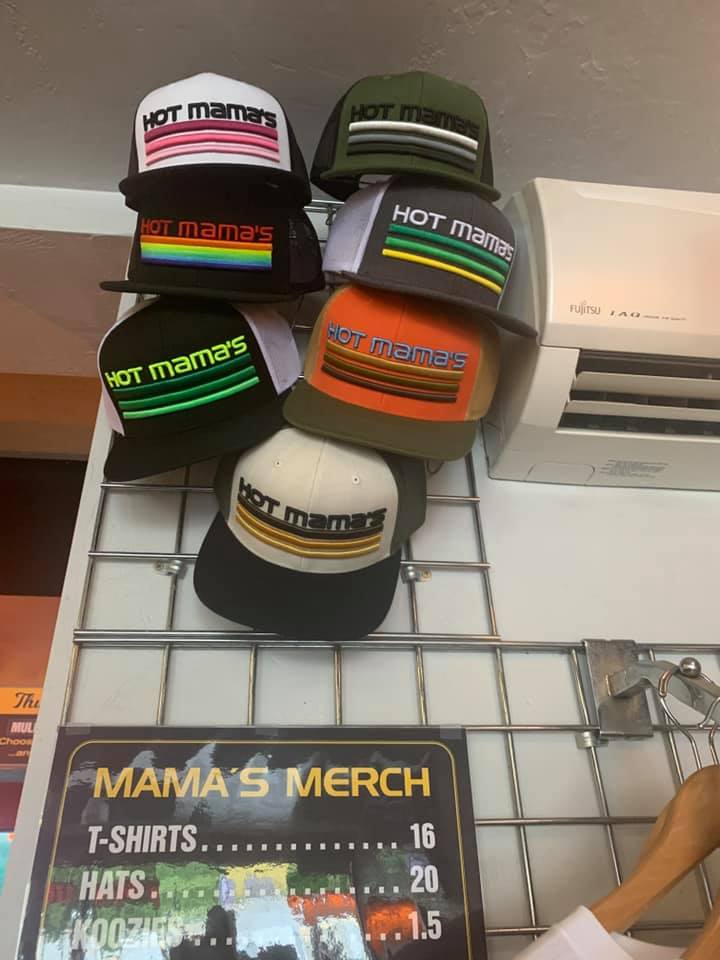 HOT mama's
HOT mama's
HOT mama's
HOT mama's
HOT mama's
HOT mama's
HOT mama's
FUJITSU
MAMA'S MERCH
T-SHIRTS............... 16
HATS.................... 20
KOOZIES................ 1.5